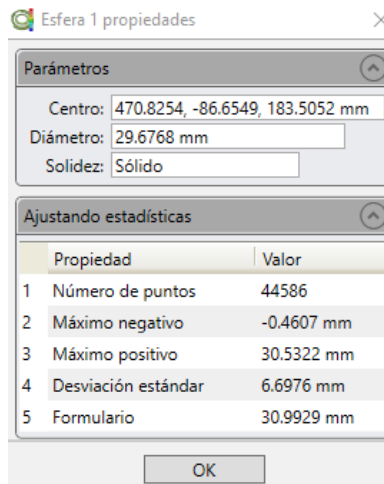 Esfera 1 propiedades
Parámetros
Centro: 470.8254, -86.6549, 183.5052 mm
Diámetro: 29.6768 mm
Solidez: Sólido
Ajustando estadísticas
Propiedad Valor
1 Número de puntos 44586
2 Máximo negativo -0.4607 mm
3 Máximo positivo 30.5322 mm
4 Desviación estándar 6.6976 mm
5 Formulario 30.9929 mm
OK